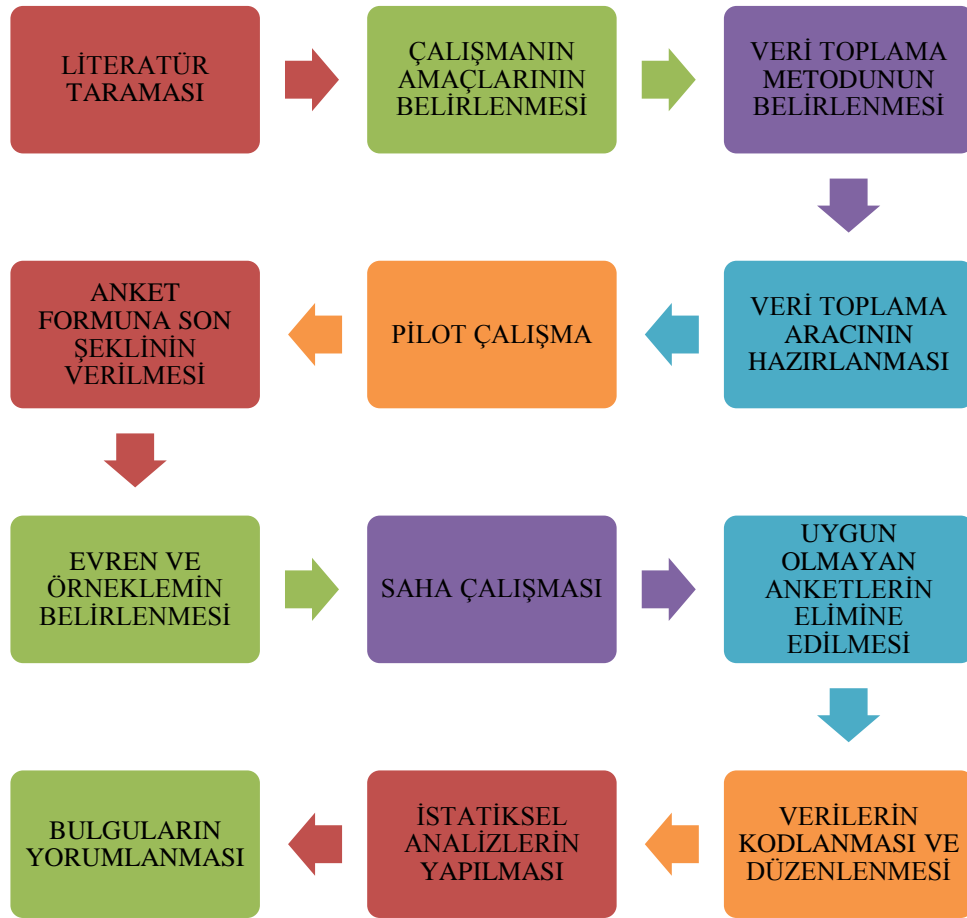 LİTERATÜR
TARAMASI
ÇALIŞMANIN
AMAÇLARININ
BELİRLENMESİ
VERİ TOPLAMA
METODUNUN
BELİRLENMESİ
VERİ TOPLAMA
ARACININ
HAZIRLANMASI
PİLOT ÇALIŞMA
ANKET
FORMUNA SON
ŞEKLİNİN
VERİLMESİ
EVREN VE
ÖRNEKLEMİN
BELİRLENMESİ
SAHA ÇALIŞMASI
UYGUN
OLMAYAN
ANKETLERİN
ELİMİNE
EDİLMESİ
VERİLERİN
KODLANMASI VE
DÜZENLENMESİ
İSTATİKSEL
ANALİZLERİN
YAPILMASI
BULGULARIN
YORUMLANMASI